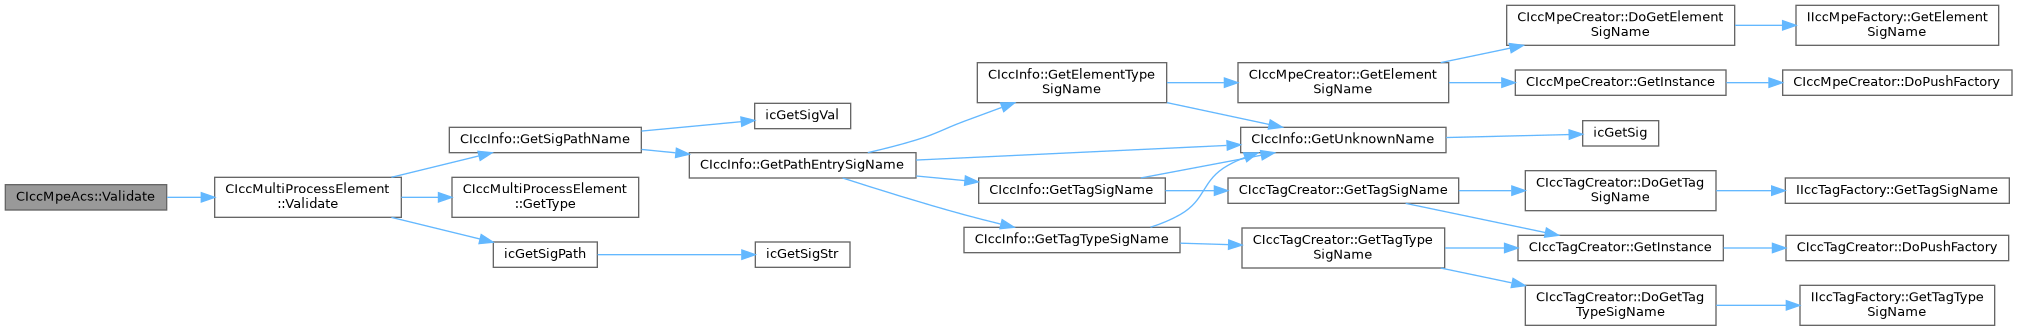 CIccMpeAcs::Validate
CIccMultiProcessElement
::Validate
CIccInfo::GetSigPathName
CIccMultiProcessElement
::GetType
icGetSigPath
icGetSigVal
CIccInfo::GetPathEntrySigName
icGetSigStr
CIccInfo::GetElementType
SigName
CIccInfo::GetTagSigName
CIccInfo::GetTagTypeSigName
CIccMpeCreator::GetElement
SigName
CIccInfo::GetUnknownName
CIccTagCreator::GetTagSigName
CIccTagCreator::GetTagType
SigName
CIccMpeCreator::DoGetElement
SigName
CIccMpeCreator::GetInstance
icGetSig
CIccTagCreator::DoGetTag
SigName
CIccTagCreator::GetInstance
CIccTagCreator::DoGetTag
TypeSigName
IIccMpeFactory::GetElement
SigName
CIccMpeCreator::DoPushFactory
IIccTagFactory::GetTagSigName
CIccTagCreator::DoPushFactory
IIccTagFactory::GetTagType
SigName